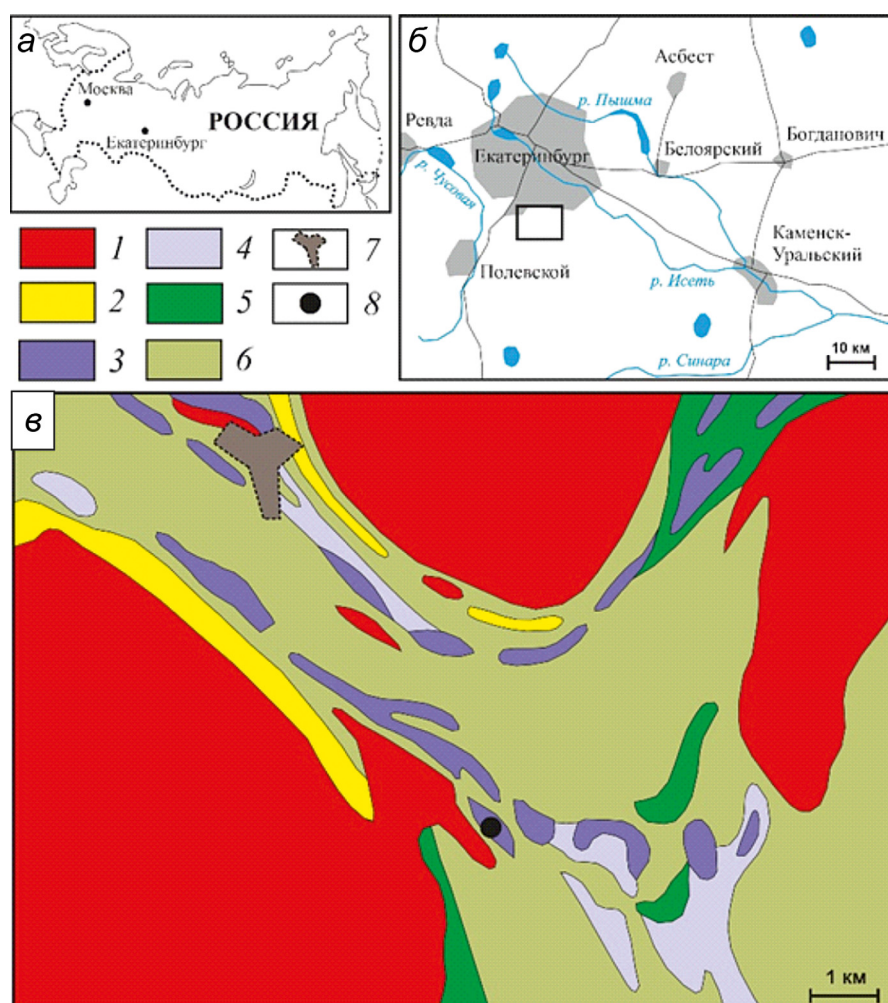 а
Москва
Екатеринбург
РОССИЯ
б
Асбест
р. Пышма
Ревда
Екатеринбург
Белоярский
Богданович
р. Чусовая
Каменск-
Уральский
Полевской
р. Исеть
р. Синара
10 км
1
4
7
2
5
8
3
6
в
1 км